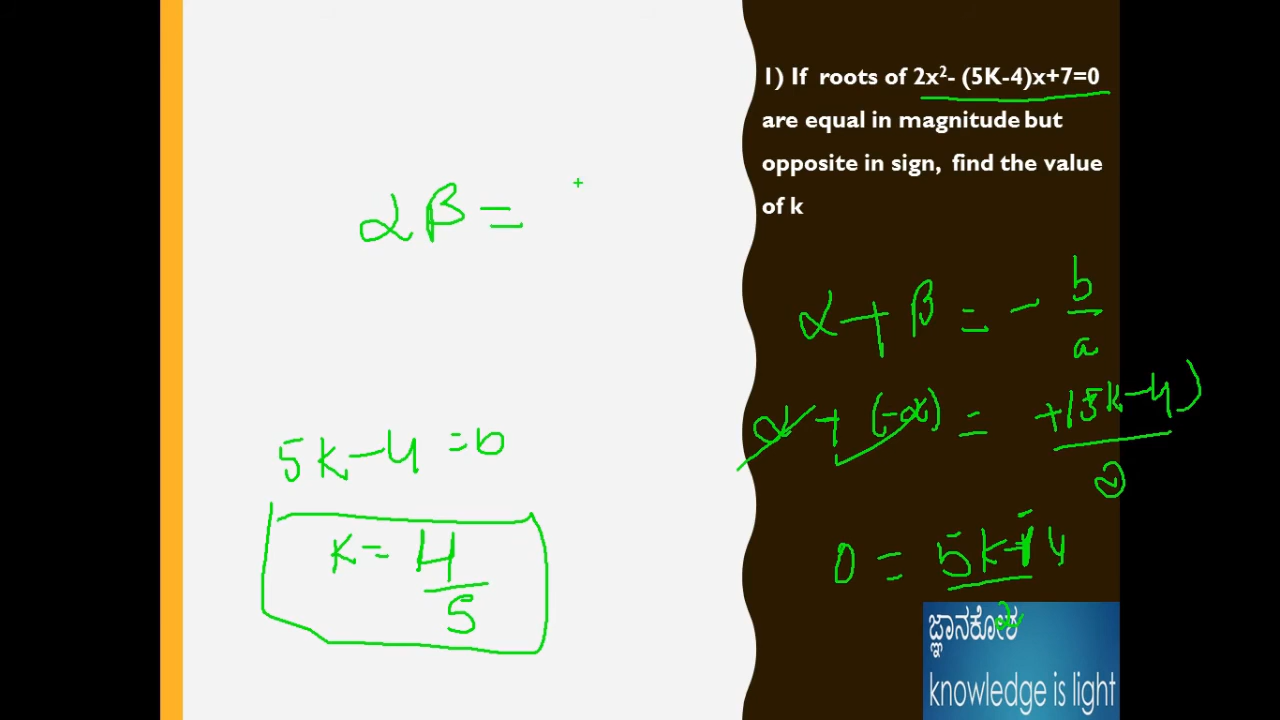 1) If roots of 2x²- (5K-4)x+7=0
are equal in magnitude but
opposite in sign, find the value
of k
α + β = - b/a
α + (-α) = +(5k-4)/2
0 = 5k-4/2
ಜ್ಞಾನಕೋಶ
knowledge is light
αβ =
5k-4 =0
k = 4/5